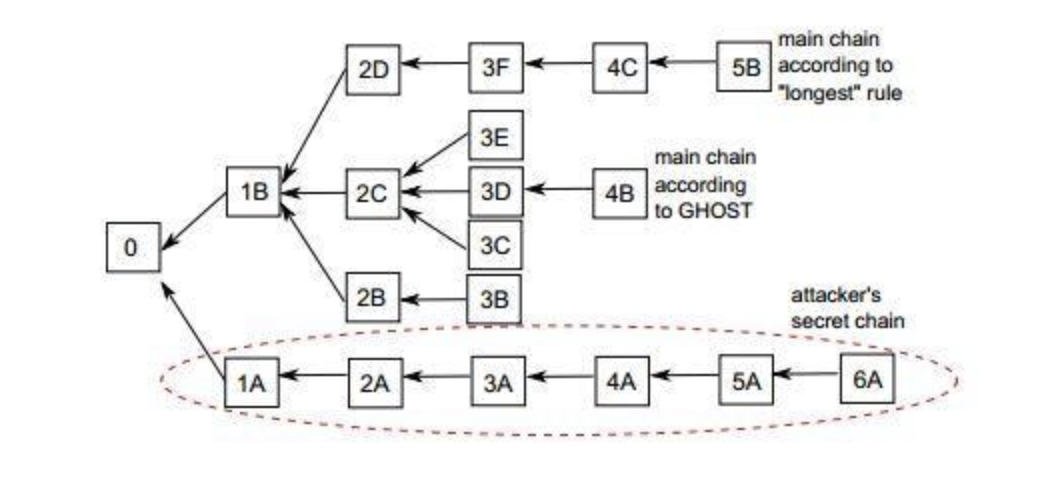 main chain
2D
3F
4C
5B
according to
"longest" rule
3E
main chain
1B
2C
3D
4B
according
to GHOST
0
3C
2B
3B
attacker's
secret chain
1A
2A
3A
4A
5A
6A